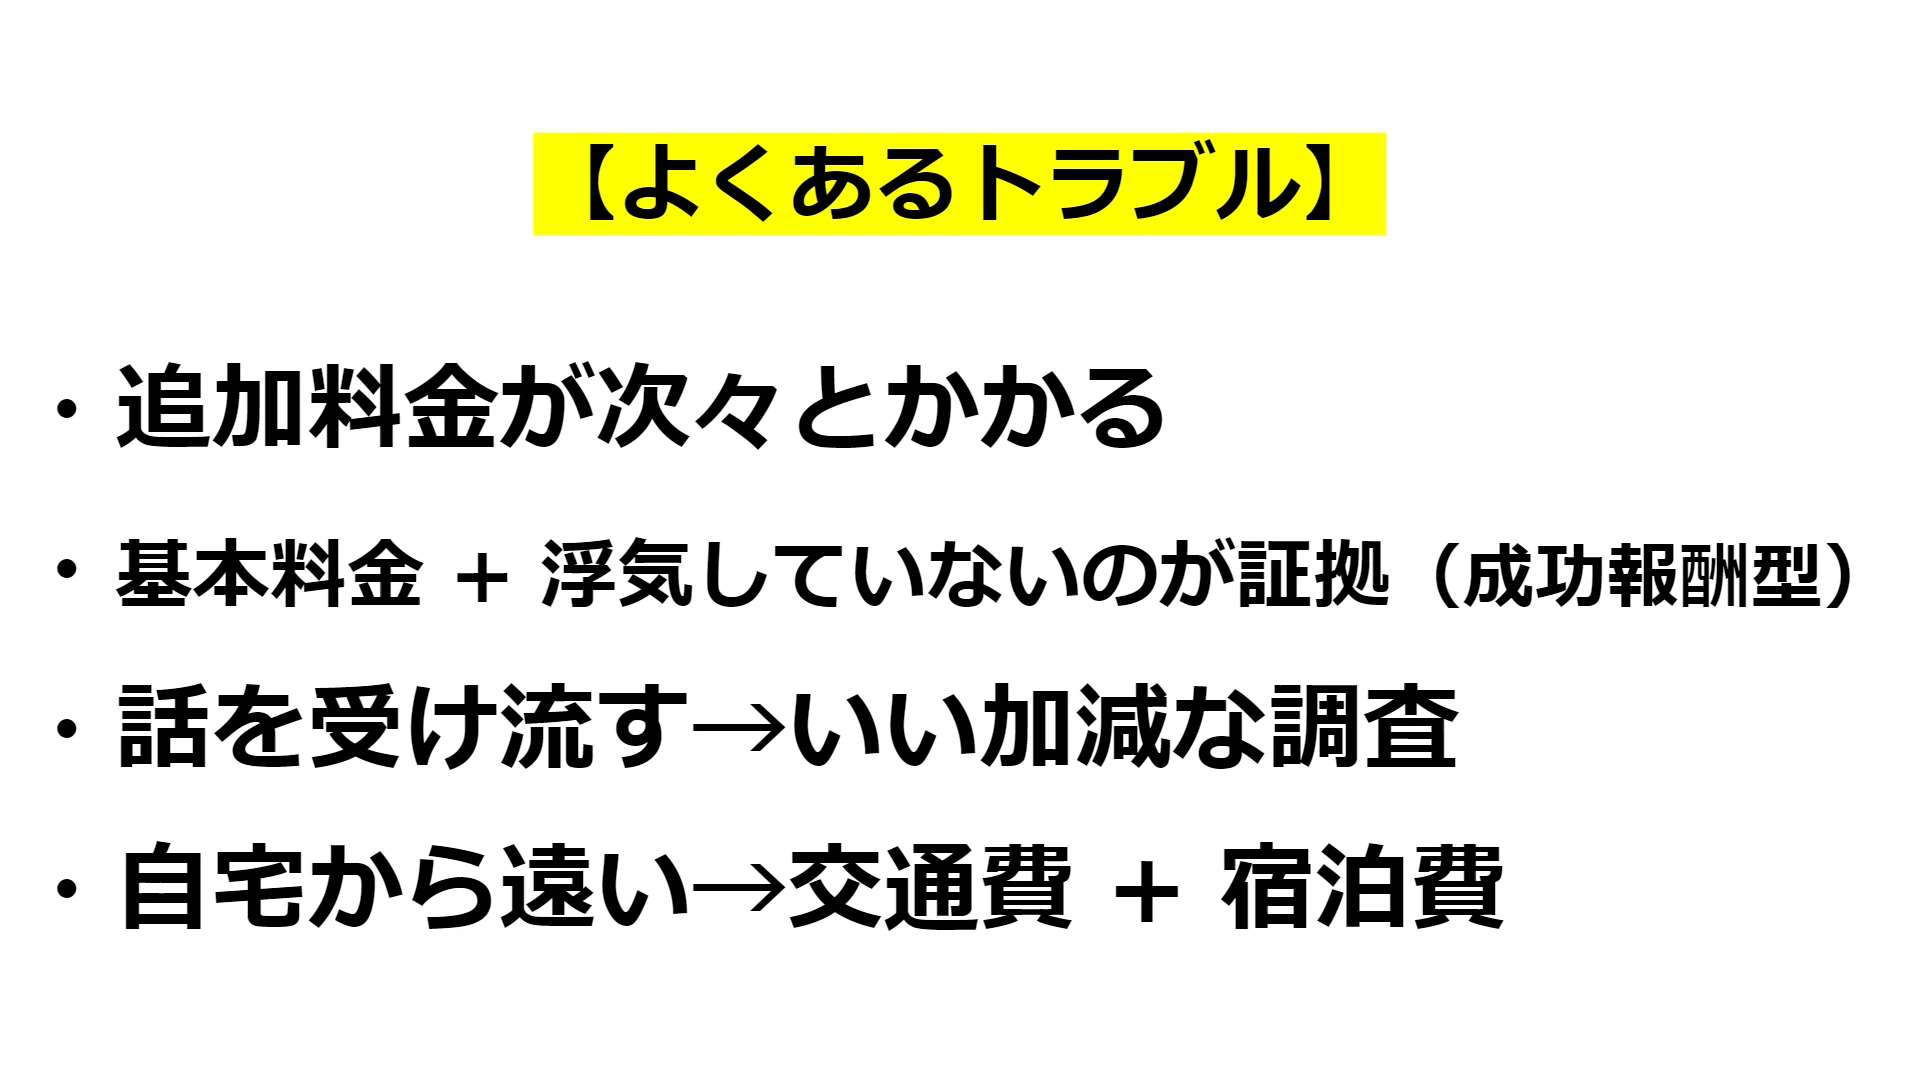 【よくあるトラブル】
・追加料金が次々とかかる
・基本料金 + 浮気していないのが証拠（成功報酬型）
・話を受け流す→いい加減な調査
・自宅から遠い→交通費 + 宿泊費